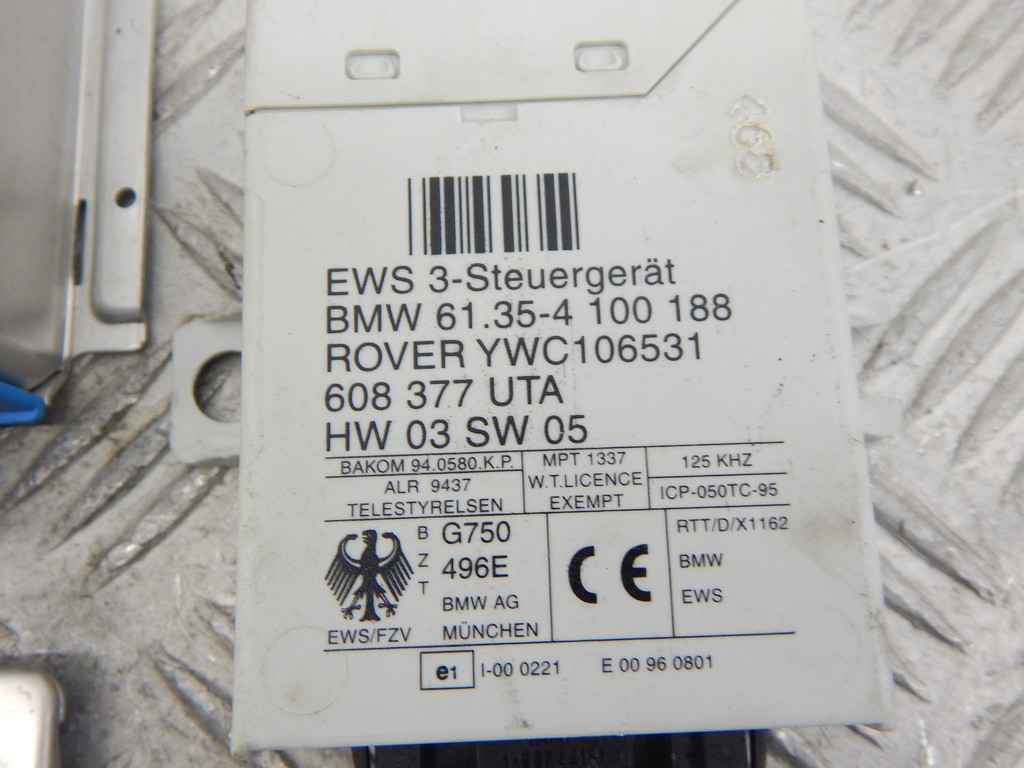 EWS 3-Steuergerät
BMW 61.35-4 100 188
ROVER YWC106531
608 377 UTA
HW 03 SW 05
BAKOM 94.0580.K.P.
ALR 9437
TELESTYRELSEN
MPT 1337
W.T.LICENCE
EXEMPT
125 KHZ
ICP-050TC-95
EWS/FZV
BZT
G750
496E
BMW AG
MÜNCHEN
CE
RTT/D/X1162
BMW
EWS
e1 I-00 0221 E 00 96 0801